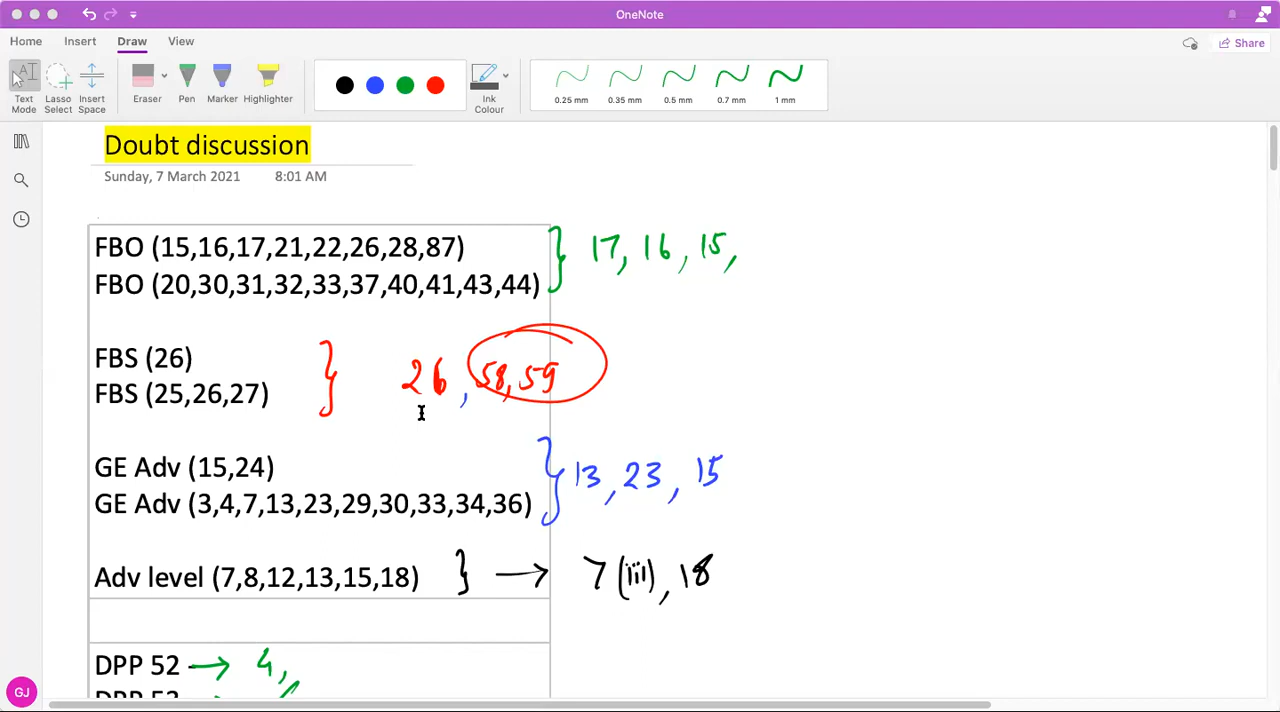 OneNote
Home Insert Draw View
Share
Text Mode
Lasso Select
Insert Space
Eraser
Pen
Marker
Highlighter
Ink Colour
0.25 mm 0.35 mm 0.5 mm 0.7 mm 1 mm
Doubt discussion
Sunday, 7 March 2021 8:01 AM
FBO (15,16,17,21,22,26,28,87)
FBO (20,30,31,32,33,37,40,41,43,44)
} 17, 16, 15,
FBS (26)
FBS (25,26,27)
} 26, 58,59
GE Adv (15,24)
GE Adv (3,4,7,13,23,29,30,33,34,36)
} 13, 23, 15
Adv level (7,8,12,13,15,18) } → 7 (iii), 18
DPP 52 → 4,
GJ